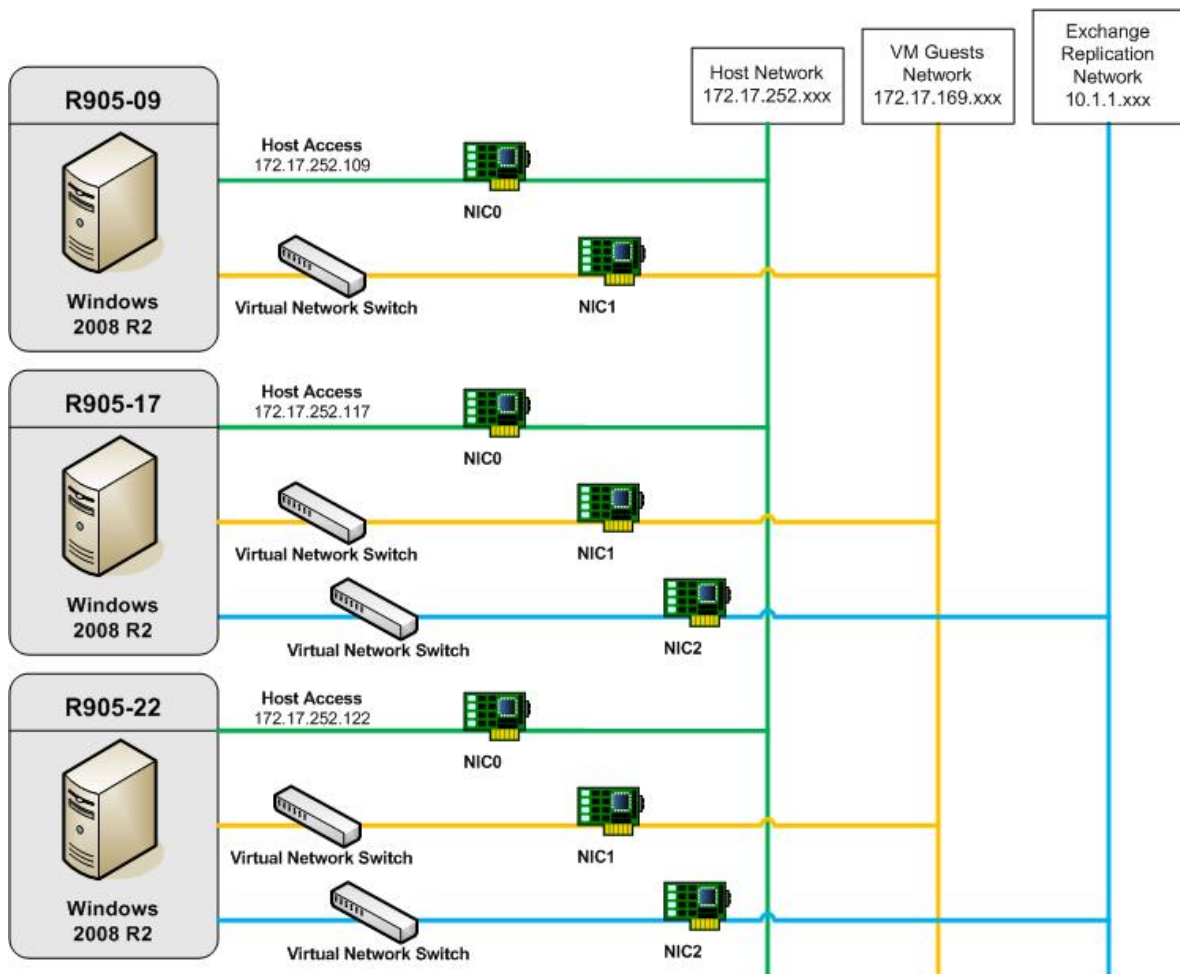 Host Network
172.17.252.xxx
VM Guests
Network
172.17.169.xxx
Exchange
Replication
Network
10.1.1.xxx
R905-09
Windows
2008 R2
Host Access
172.17.252.109
NIC0
Virtual Network Switch
NIC1
R905-17
Windows
2008 R2
Host Access
172.17.252.117
NIC0
Virtual Network Switch
NIC1
Virtual Network Switch
NIC2
R905-22
Windows
2008 R2
Host Access
172.17.252.122
NIC0
Virtual Network Switch
NIC1
Virtual Network Switch
NIC2